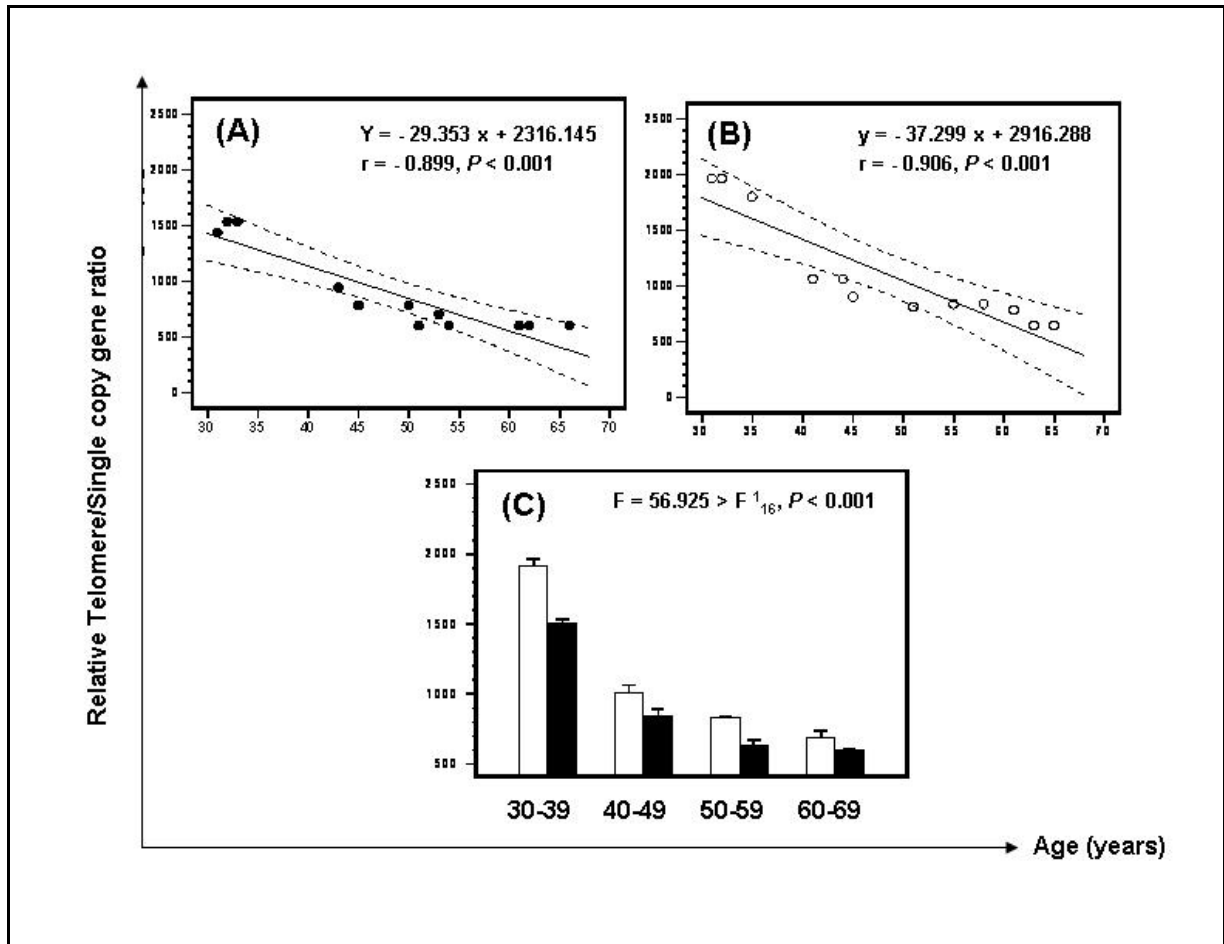 Relative Telomere/Single copy gene ratio
(A)
Y = - 29.353 x + 2316.145
r = - 0.899, P < 0.001
2500
2000
1500
1000
500
0
30 35 40 45 50 55 60 65 70
(B)
y = - 37.299 x + 2916.288
r = - 0.906, P < 0.001
2500
2000
1500
1000
500
0
30 35 40 45 50 55 60 65 70
(C)
F = 56.925 > F 1 16, P < 0.001
2500
2000
1500
1000
500
30-39 40-49 50-59 60-69
Age (years)